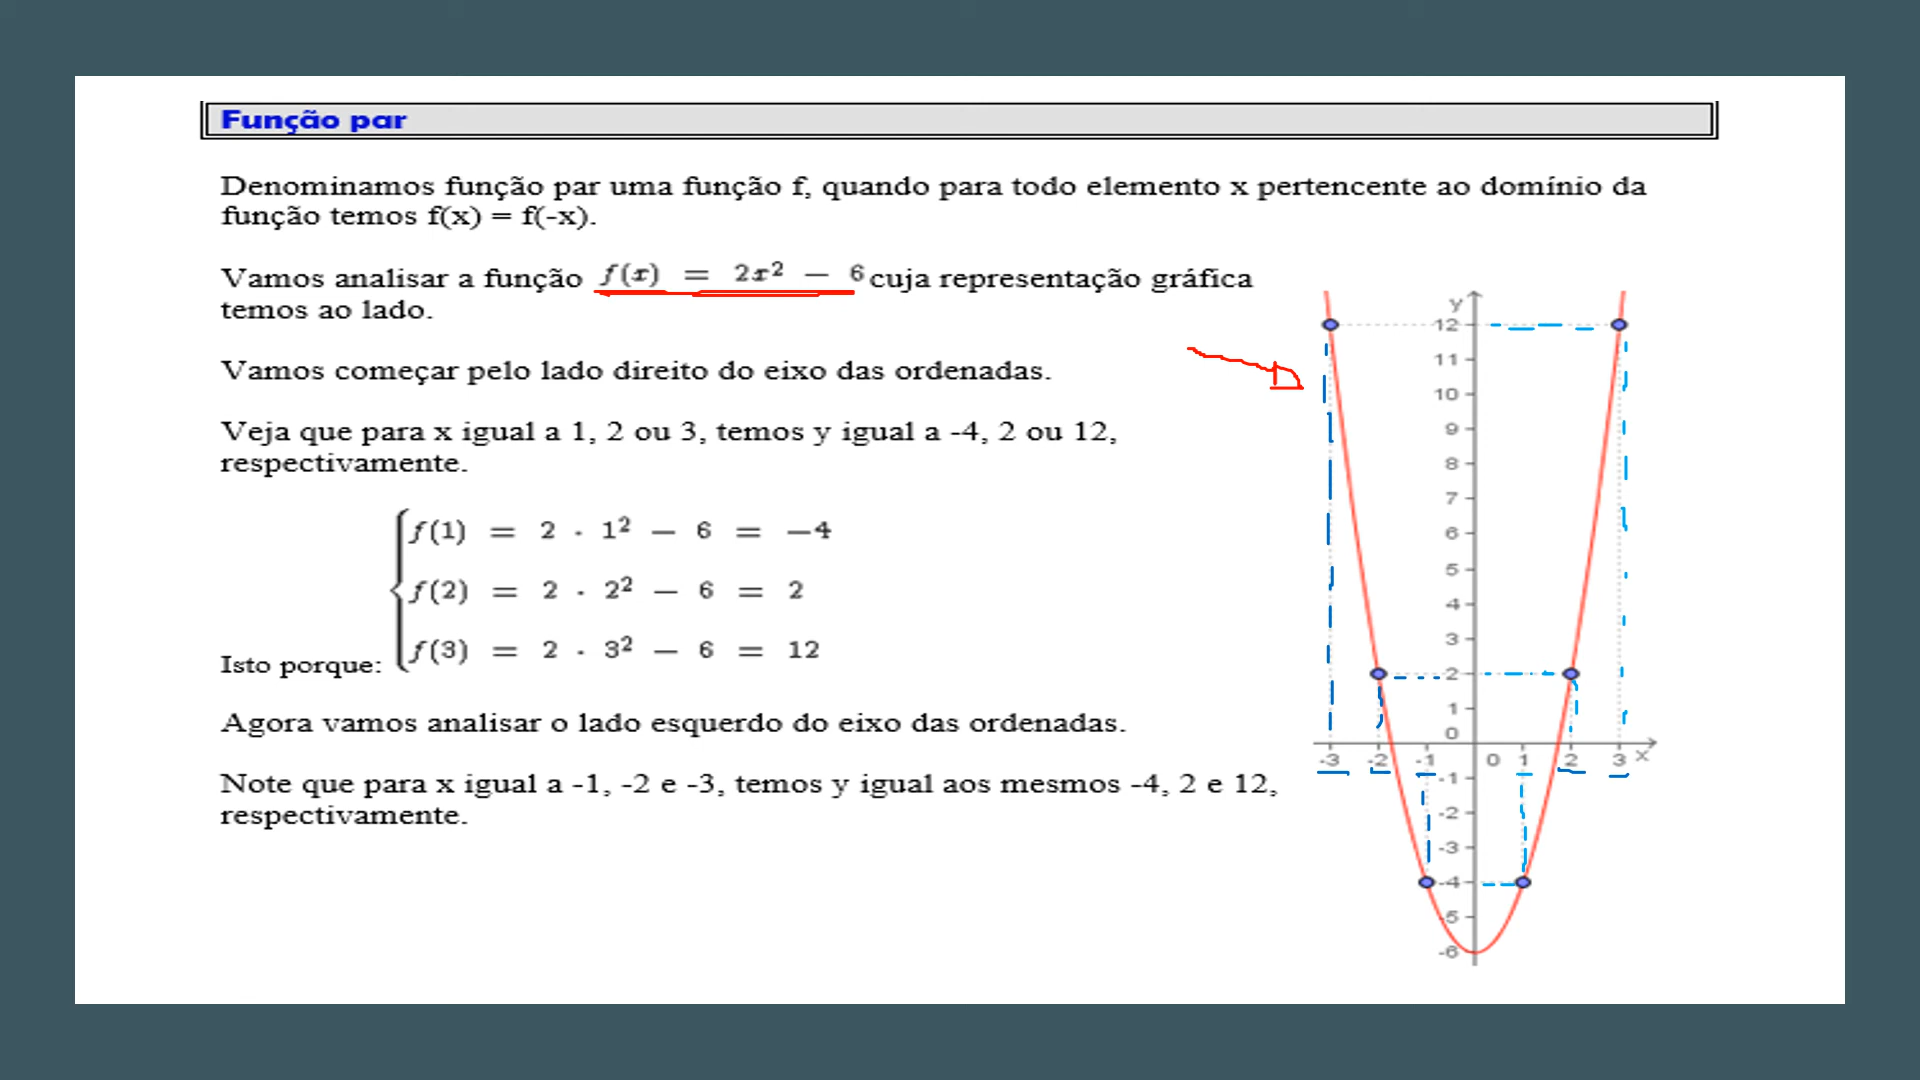 Função par
Denominamos função par uma função f, quando para todo elemento x pertencente ao domínio da
função temos f(x) = f(-x).
Vamos analisar a função f(x) = 2x² − 6 cuja representação gráfica
temos ao lado.
Vamos começar pelo lado direito do eixo das ordenadas.
Veja que para x igual a 1, 2 ou 3, temos y igual a -4, 2 ou 12,
respectivamente.
f(1) = 2 . 1² − 6 = −4
f(2) = 2 . 2² − 6 = 2
f(3) = 2 . 3² − 6 = 12
Isto porque:
Agora vamos analisar o lado esquerdo do eixo das ordenadas.
Note que para x igual a -1, -2 e -3, temos y igual aos mesmos -4, 2 e 12,
respectivamente.
y
12
11
10
9
8
7
6
5
4
3
2
1
0
-3 -2 -1 0 1 2 3 x
-1
-2
-3
-4
-5
-6